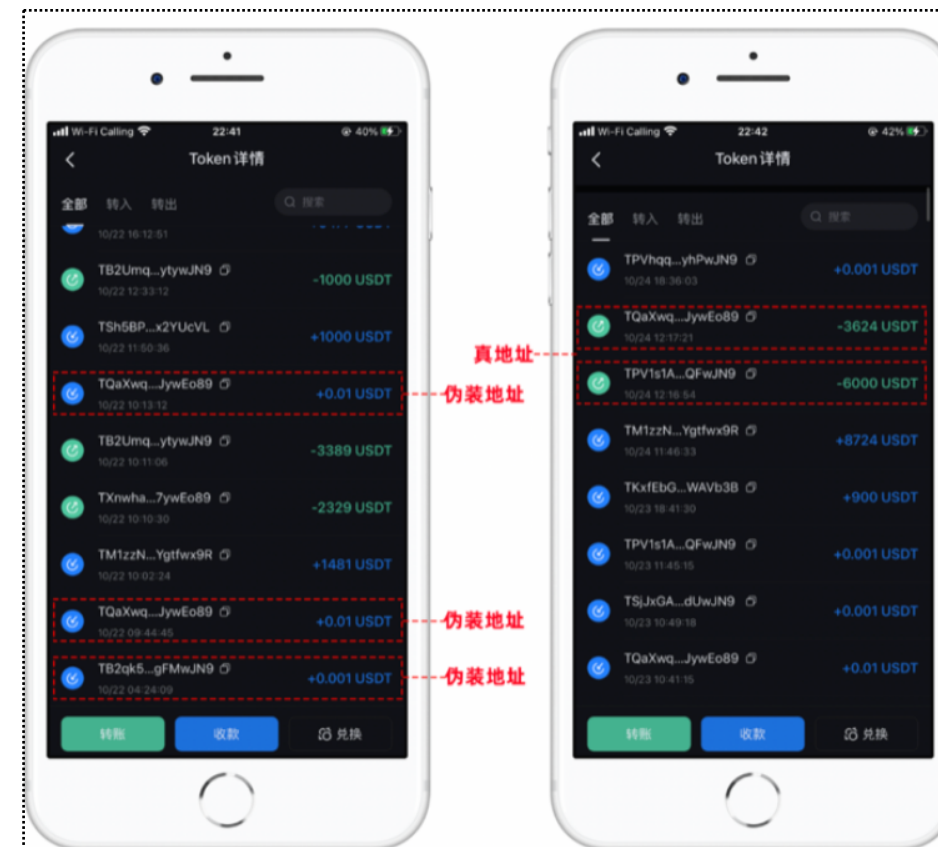 Wi-Fi Calling 22:41 40%
Token 详情
全部 转入 转出 搜索
10/22 16:12:51
TB2Umq...ytywJN9
-1000 USDT
10/22 12:33:12
TSh5BP...x2YUcVL
+1000 USDT
10/22 11:50:36
TQaXwq...JywEo89
+0.01 USDT
10/22 10:13:12
伪装地址
TB2Umq...ytywJN9
-3389 USDT
10/22 10:11:06
TXnwha...7ywEo89
-2329 USDT
10/22 10:10:30
TM1zzN...Ygtfwx9R
+1481 USDT
10/22 10:02:24
TQaXwq...JywEo89
+0.01 USDT
10/22 09:44:45
伪装地址
TB2qk5...gFMwJN9
+0.001 USDT
10/22 04:24:09
伪装地址
转账 收款 兑换
Wi-Fi Calling 22:42 42%
Token 详情
全部 转入 转出 搜索
TPVhqq...yhPwJN9
+0.001 USDT
10/24 18:36:03
TQaXwq...JywEo89
-3624 USDT
10/24 12:17:21
真地址
TPV1s1A...QFwJN9
-6000 USDT
10/24 12:16:54
TM1zzN...Ygtfwx9R
+8724 USDT
10/24 11:46:33
TKxfEbG...WAVb3B
+900 USDT
10/23 18:41:30
TPV1s1A...QFwJN9
+0.001 USDT
10/23 11:45:15
TSjJxGA...dUwJN9
+0.001 USDT
10/23 10:49:18
TQaXwq...JywEo89
+0.01 USDT
10/23 10:41:15
转账 收款 兑换